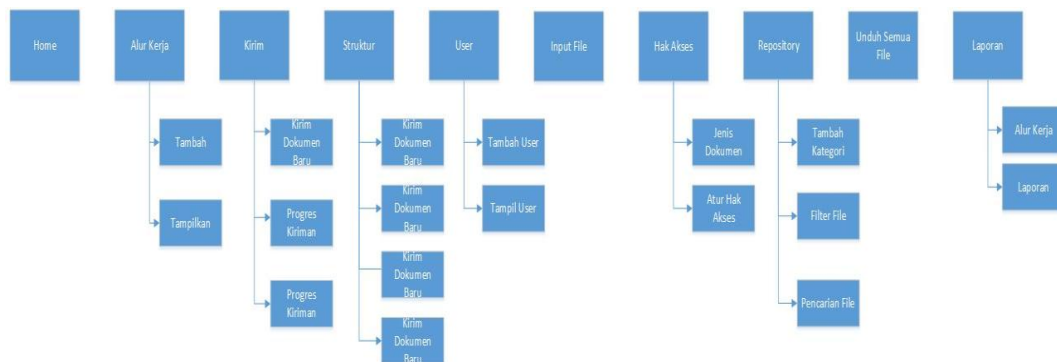 Home
Alur Kerja
Kirim
Struktur
User
Input File
Hak Akses
Repository
Unduh Semua
File
Laporan
Tambah
Tampilkan
Kirim
Dokumen
Baru
Progres
Kiriman
Progres
Kiriman
Kirim
Dokumen
Baru
Kirim
Dokumen
Baru
Kirim
Dokumen
Baru
Kirim
Dokumen
Baru
Tambah User
Tampil User
Jenis
Dokumen
Atur Hak
Akses
Tambah
Kategori
Filter File
Pencarian File
Alur Kerja
Laporan